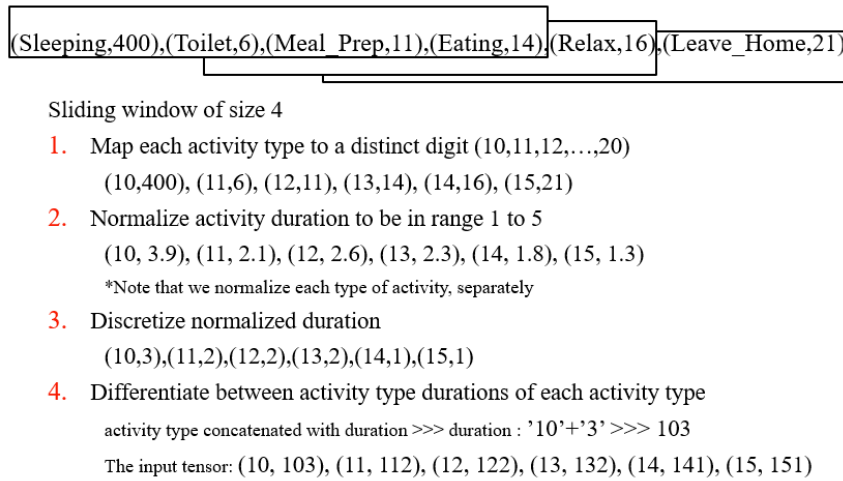 (Sleeping,400),(Toilet,6),(Meal_Prep,11),(Eating,14),(Relax,16),(Leave_Home,21)
Sliding window of size 4
1. Map each activity type to a distinct digit (10,11,12,…,20)
(10,400), (11,6), (12,11), (13,14), (14,16), (15,21)
2. Normalize activity duration to be in range 1 to 5
(10, 3.9), (11, 2.1), (12, 2.6), (13, 2.3), (14, 1.8), (15, 1.3)
*Note that we normalize each type of activity, separately
3. Discretize normalized duration
(10,3),(11,2),(12,2),(13,2),(14,1),(15,1)
4. Differentiate between activity type durations of each activity type
activity type concatenated with duration >>> duration : ’10’+’3’ >>> 103
The input tensor: (10, 103), (11, 112), (12, 122), (13, 132), (14, 141), (15, 151)